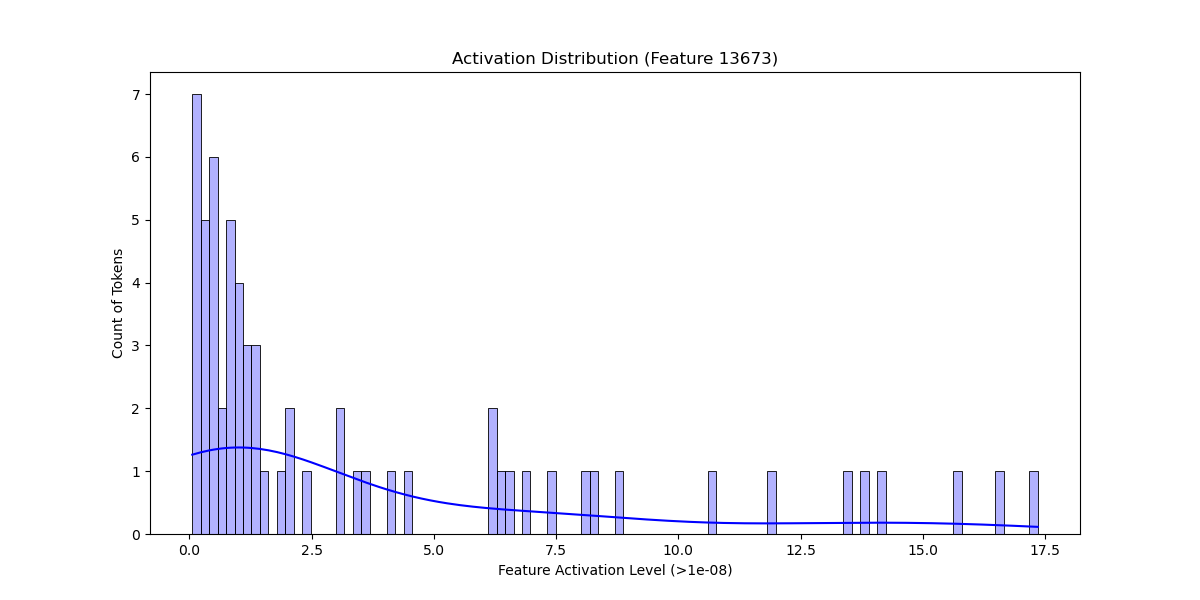 Activation Distribution (Feature 13673)
Count of Tokens
7
6
5
4
3
2
1
0
0.0 2.5 5.0 7.5 10.0 12.5 15.0 17.5
Feature Activation Level (>1e-08)